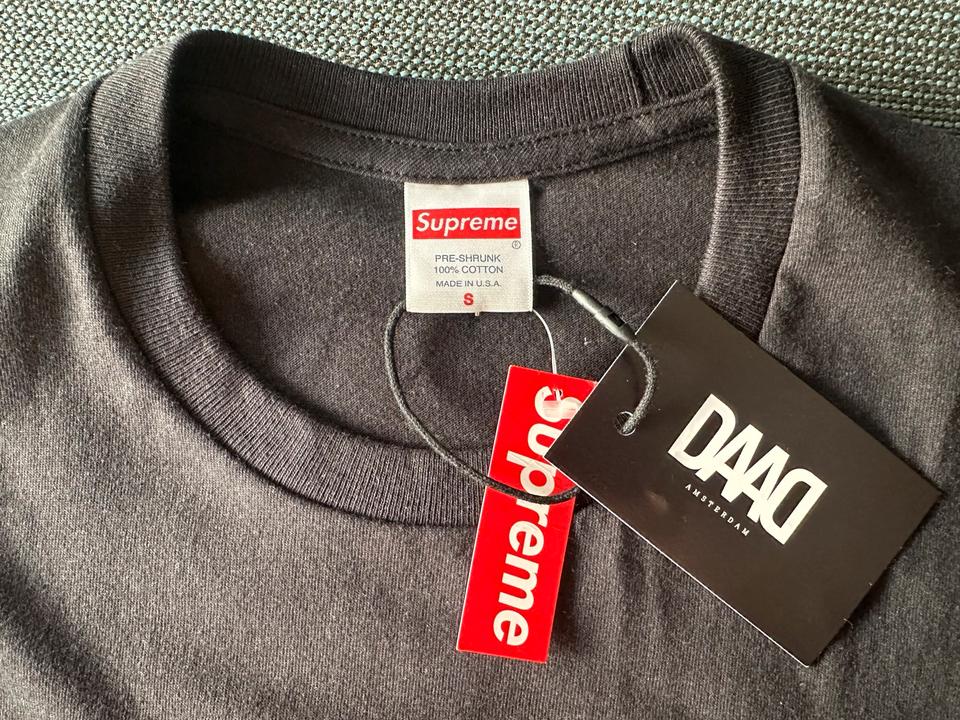 Supreme
®
PRE-SHRUNK
100% COTTON
MADE IN U.S.A.
S
Supreme
DAAD
AMSTERDAM